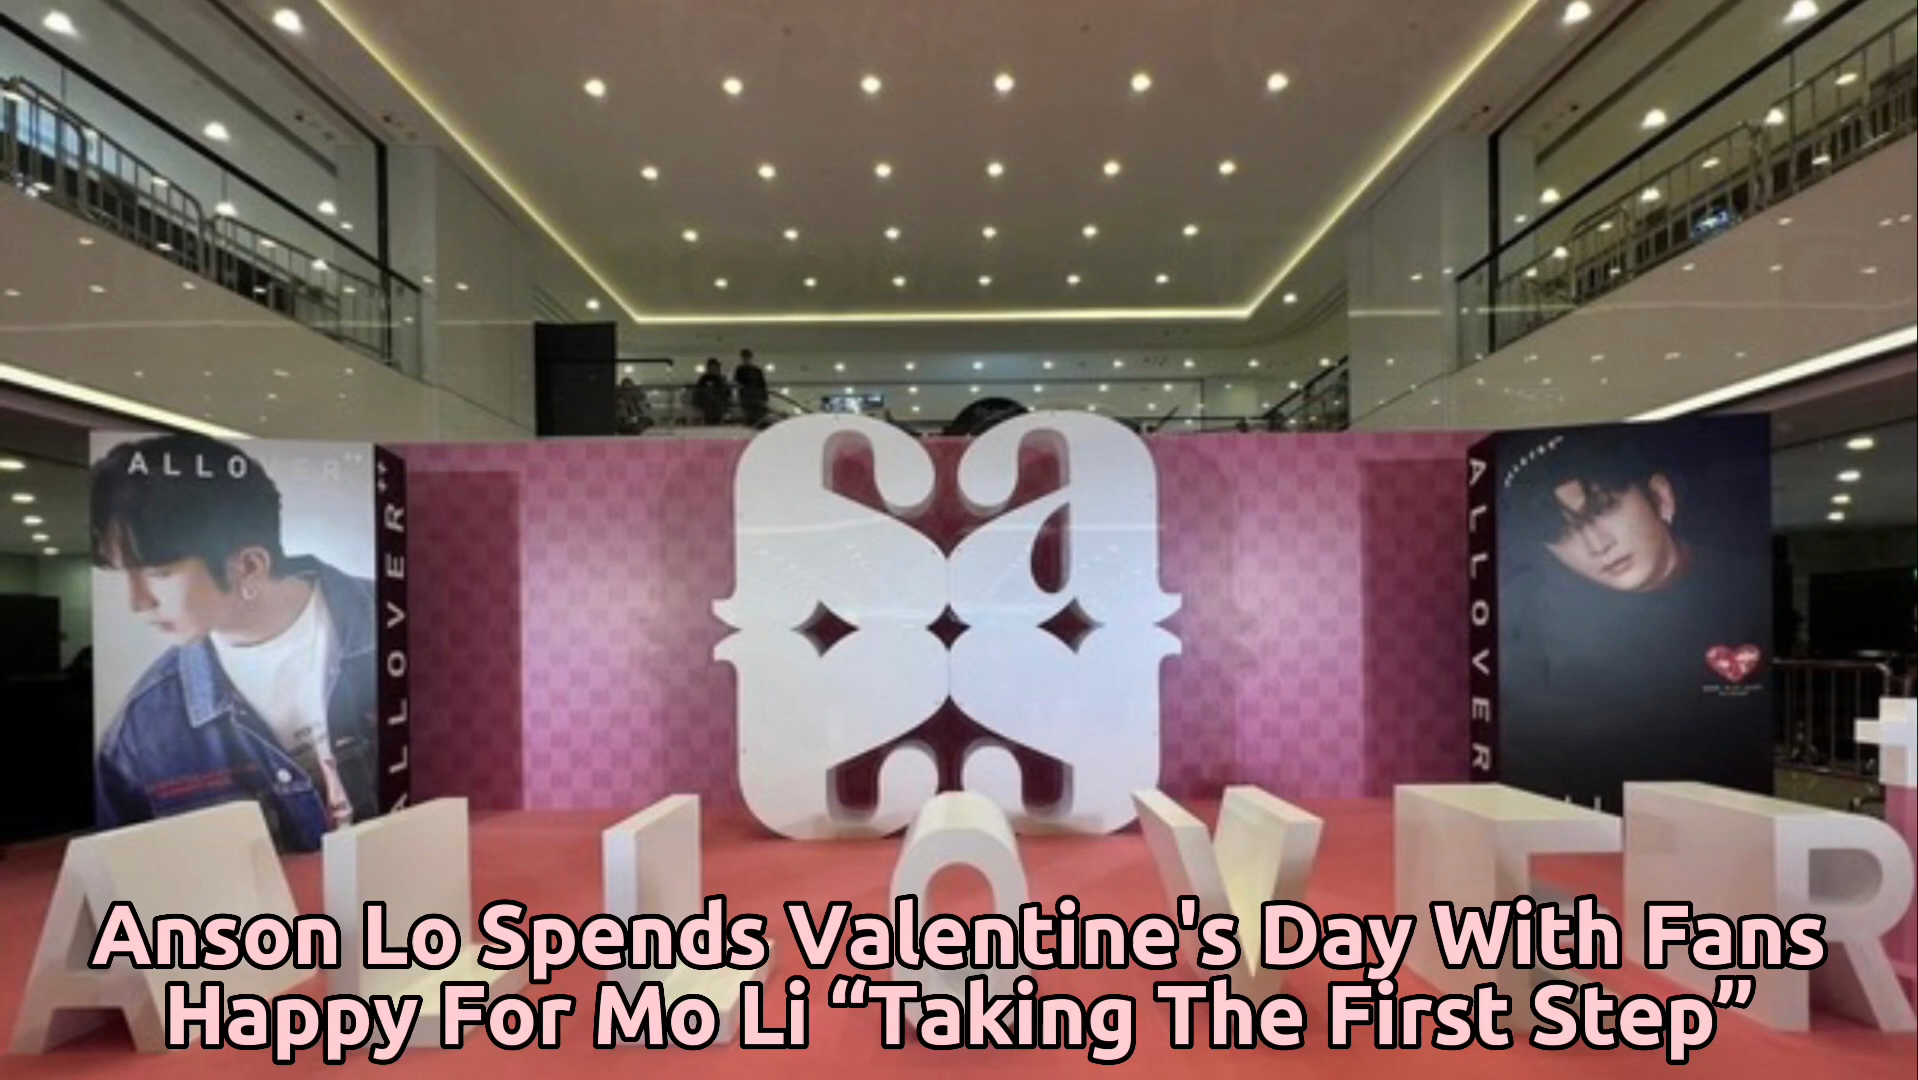 ALLOVER"
ALLOVER"
ALLOVER
ALLOVER
Anson Lo Spends Valentine's Day With Fans
Happy For Mo Li “Taking The First Step”